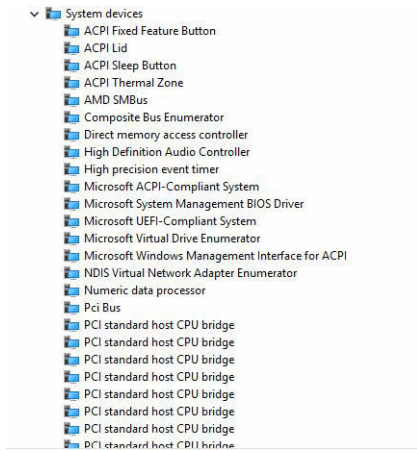 System devices
ACPI Fixed Feature Button
ACPI Lid
ACPI Sleep Button
ACPI Thermal Zone
AMD SMBus
Composite Bus Enumerator
Direct memory access controller
High Definition Audio Controller
High precision event timer
Microsoft ACPI-Compliant System
Microsoft System Management BIOS Driver
Microsoft UEFI-Compliant System
Microsoft Virtual Drive Enumerator
Microsoft Windows Management Interface for ACPI
NDIS Virtual Network Adapter Enumerator
Numeric data processor
Pci Bus
PCI standard host CPU bridge
PCI standard host CPU bridge
PCI standard host CPU bridge
PCI standard host CPU bridge
PCI standard host CPU bridge
PCI standard host CPU bridge
PCI standard host CPU bridge
PCI standard host CPU bridge